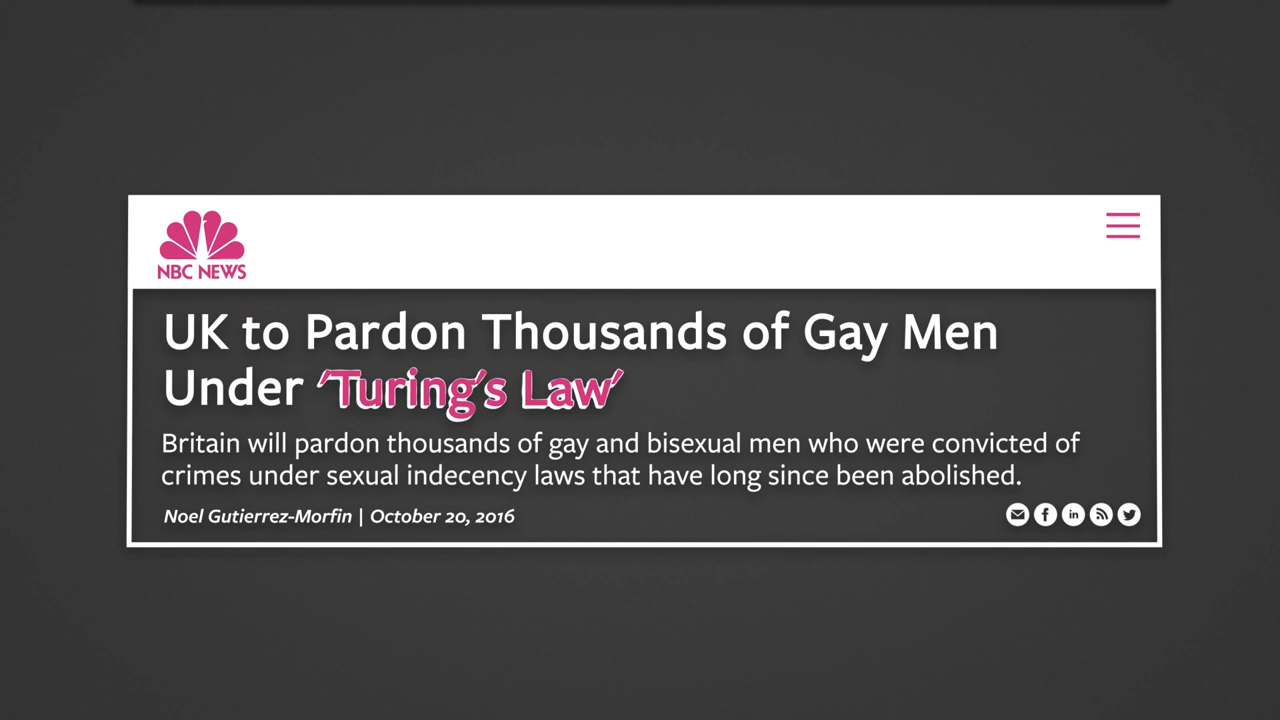 NBC NEWS
UK to Pardon Thousands of Gay Men
Under 'Turing's Law'
Britain will pardon thousands of gay and bisexual men who were convicted of
crimes under sexual indecency laws that have long since been abolished.
Noel Gutierrez-Morfin | October 20, 2016